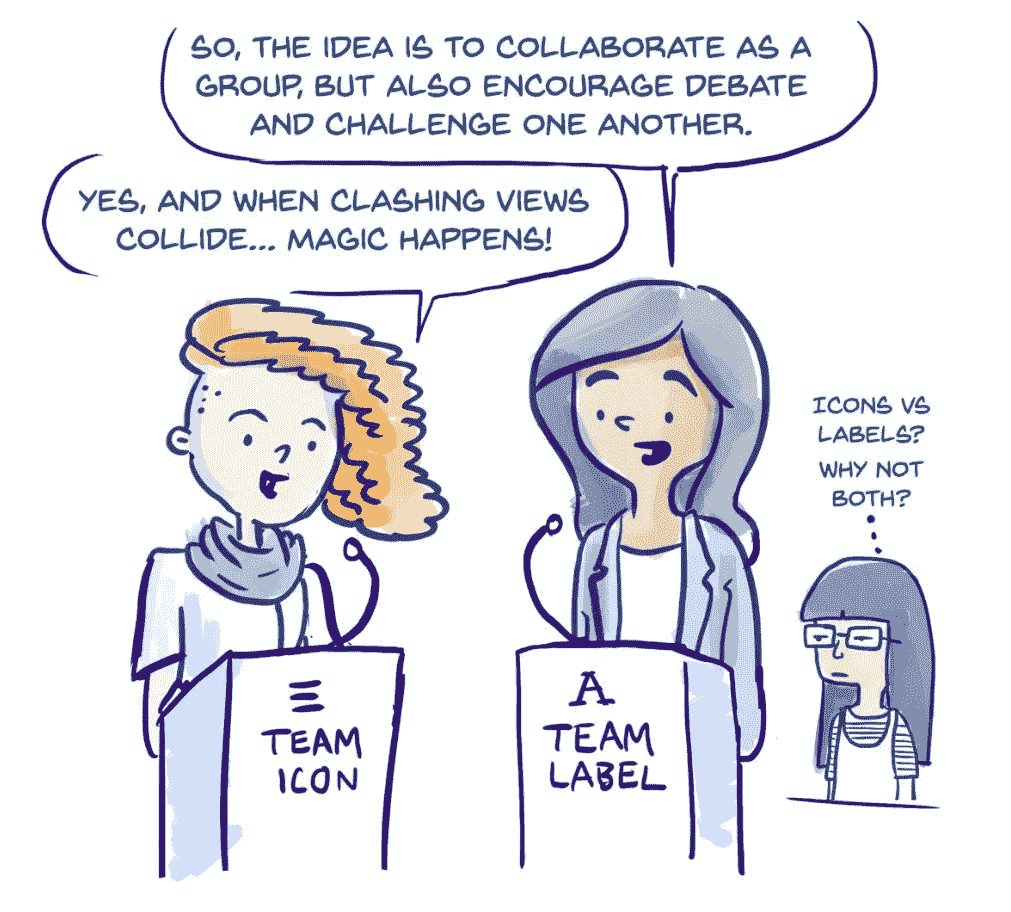 SO, THE IDEA IS TO COLLABORATE AS A
GROUP, BUT ALSO ENCOURAGE DEBATE
AND CHALLENGE ONE ANOTHER.
YES, AND WHEN CLASHING VIEWS
COLLIDE... MAGIC HAPPENS!
ICONS VS
LABELS?
WHY NOT
BOTH?
TEAM
ICON
A
TEAM
LABEL